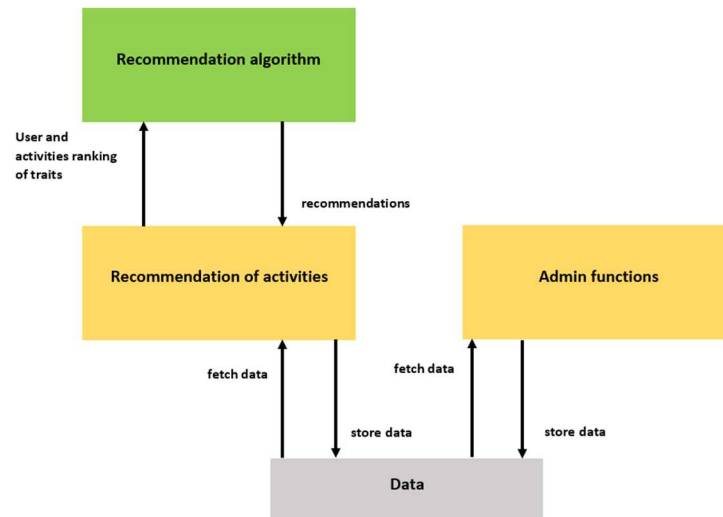 Recommendation algorithm
User and
activities ranking
of traits
recommendations
Recommendation of activities
Admin functions
fetch data
fetch data
store data
store data
Data